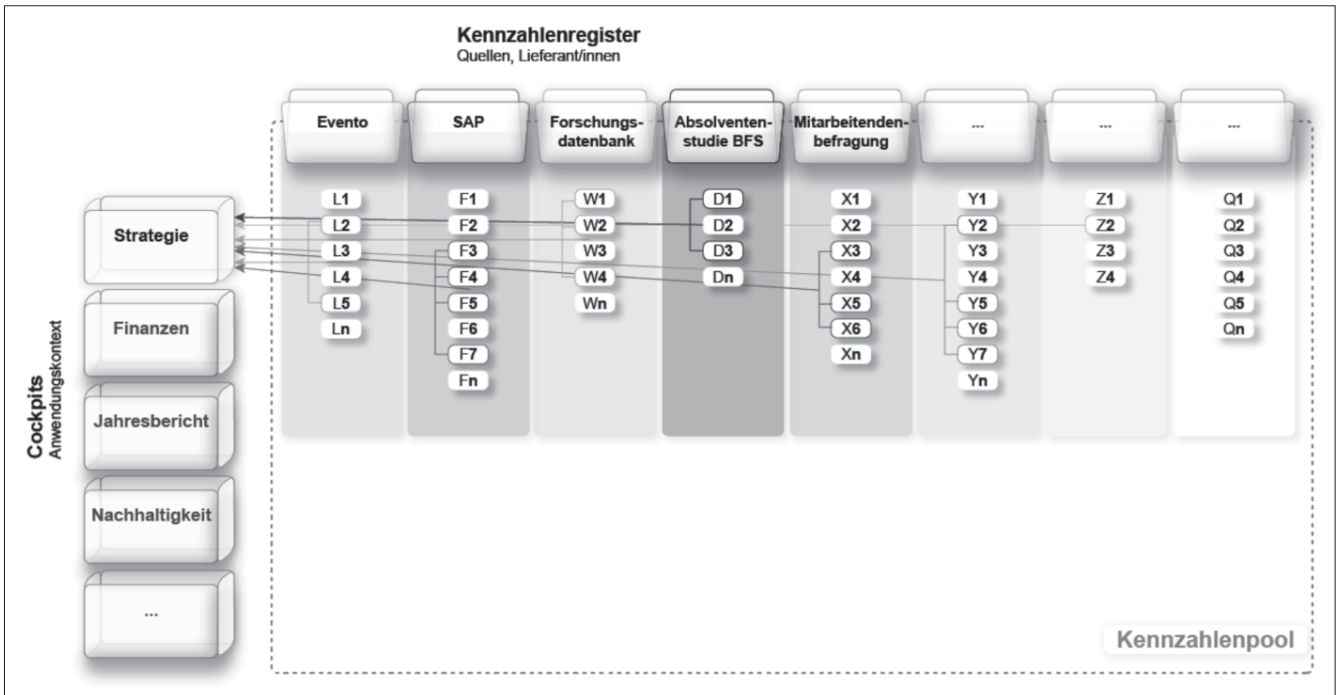 Kennzahlenregister
Quellen, Lieferant/innen
Evento
SAP
Forschungs-
datenbank
Absolventen-
studie BFS
Mitarbeitenden-
befragung
...
...
...
L1
L2
L3
L4
L5
Ln
F1
F2
F3
F4
F5
F6
F7
Fn
W1
W2
W3
W4
Wn
D1
D2
D3
Dn
X1
X2
X3
X4
X5
X6
Xn
Y1
Y2
Y3
Y4
Y5
Y6
Y7
Yn
Z1
Z2
Z3
Z4
Q1
Q2
Q3
Q4
Q5
Qn
Cockpits
Anwendungskontext
Strategie
Finanzen
Jahresbericht
Nachhaltigkeit
...
Kennzahlenpool